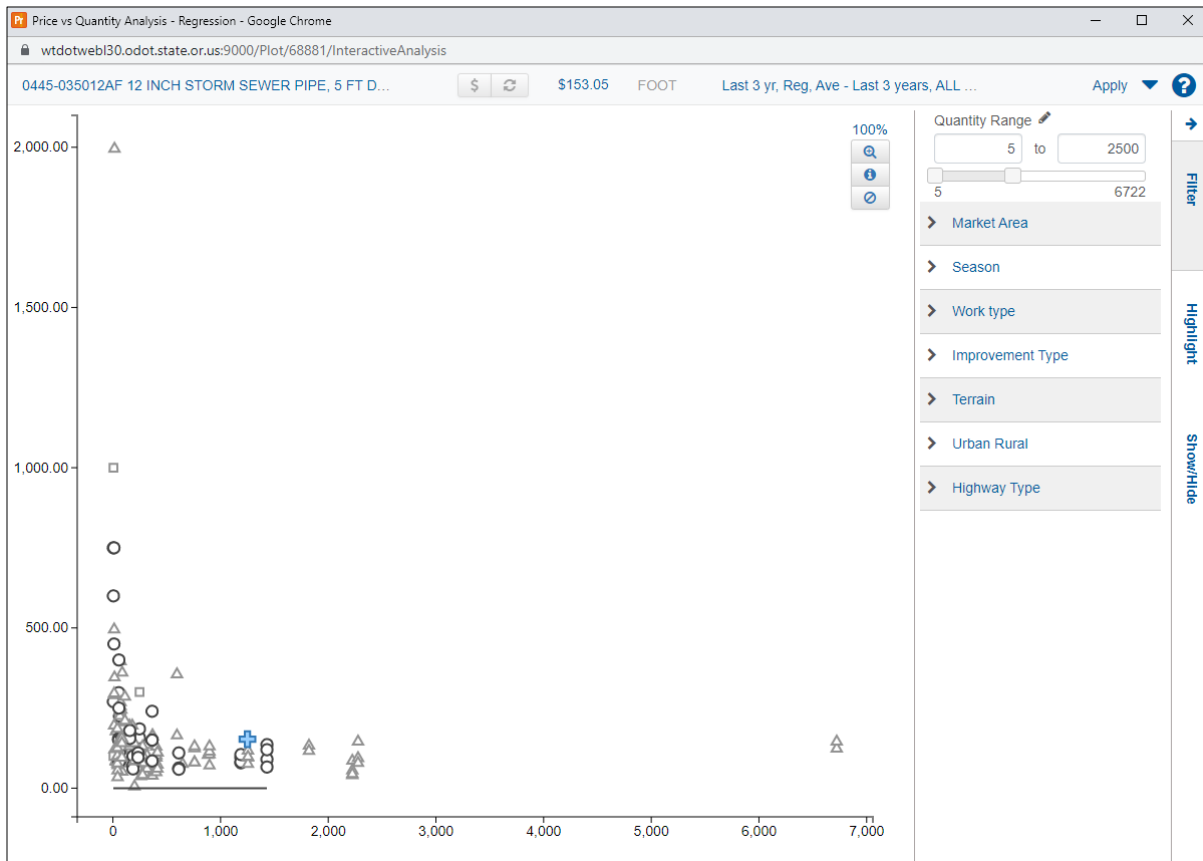 Pr Price vs Quantity Analysis - Regression - Google Chrome
wtdotwebl30.odot.state.or.us:9000/Plot/68881/InteractiveAnalysis
0445-035012AF 12 INCH STORM SEWER PIPE, 5 FT D... $ $153.05 FOOT Last 3 yr, Reg, Ave - Last 3 years, ALL ... Apply ?
Quantity Range
5 to 2500
5 6722
Market Area
Season
Work type
Improvement Type
Terrain
Urban Rural
Highway Type
Filter
Highlight
Show/Hide
100%
2,000.00
1,500.00
1,000.00
500.00
0.00
0 1,000 2,000 3,000 4,000 5,000 6,000 7,000